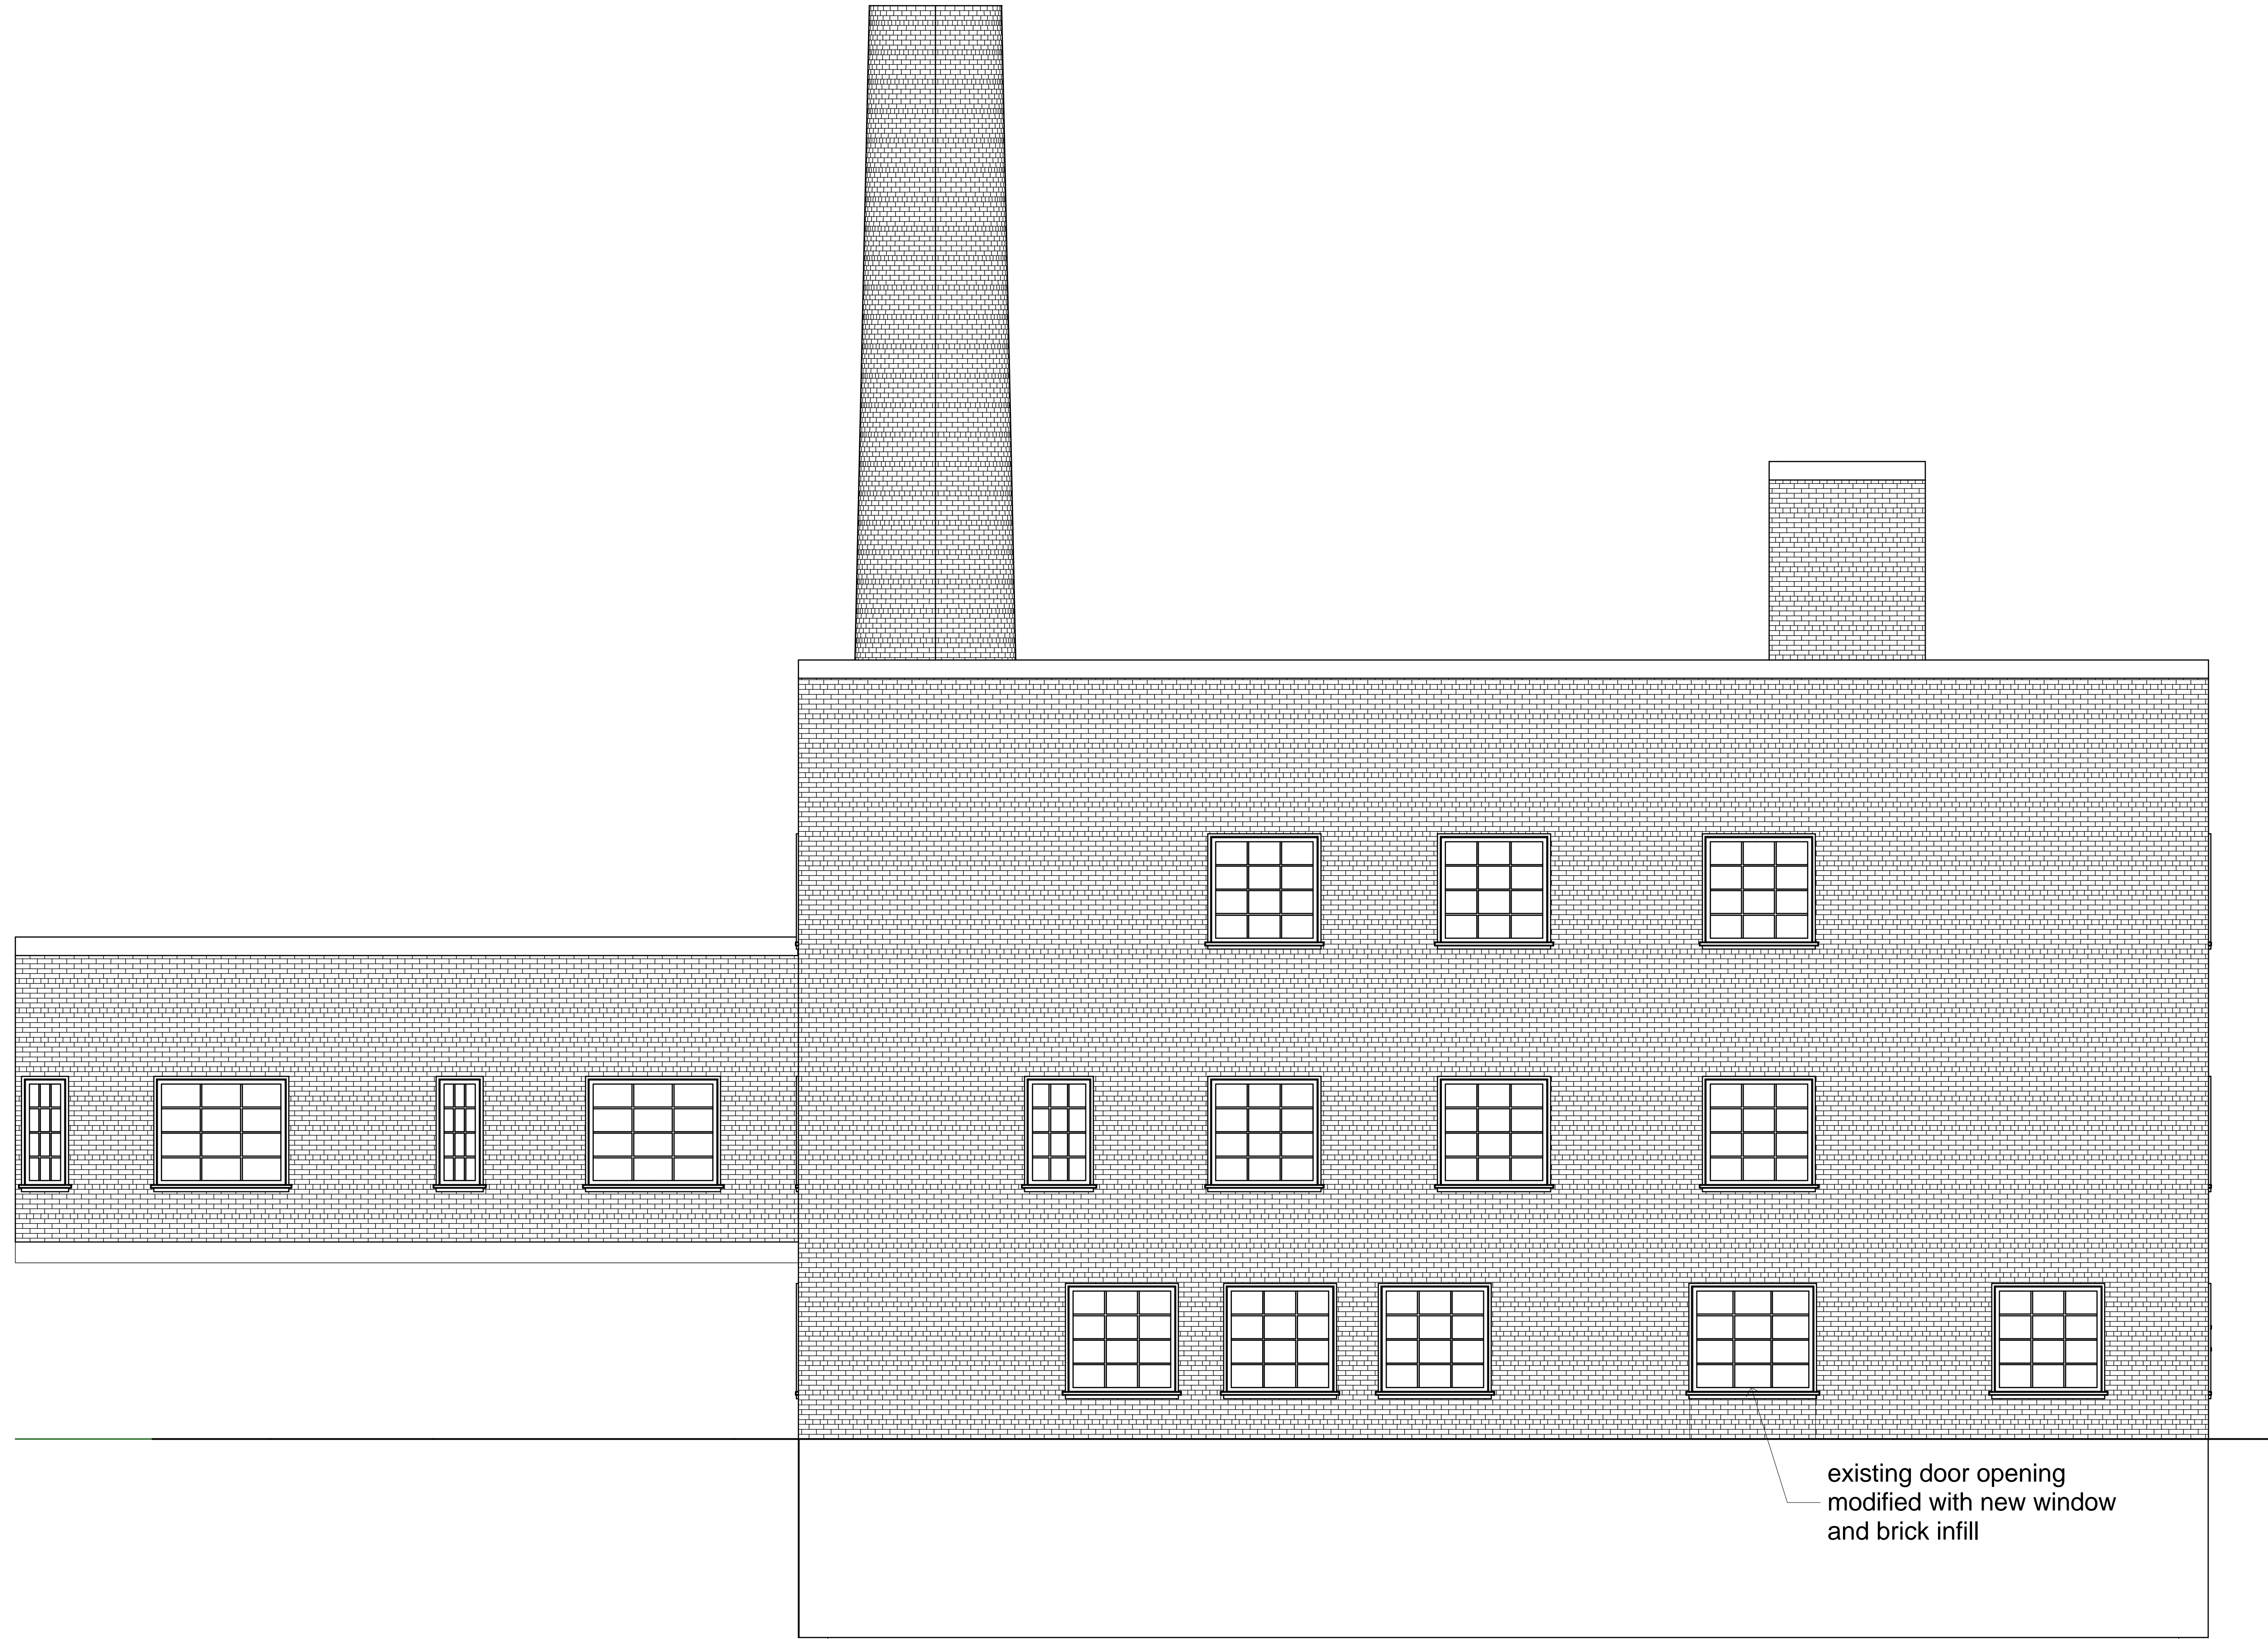 existing door opening
modified with new window
and brick infill